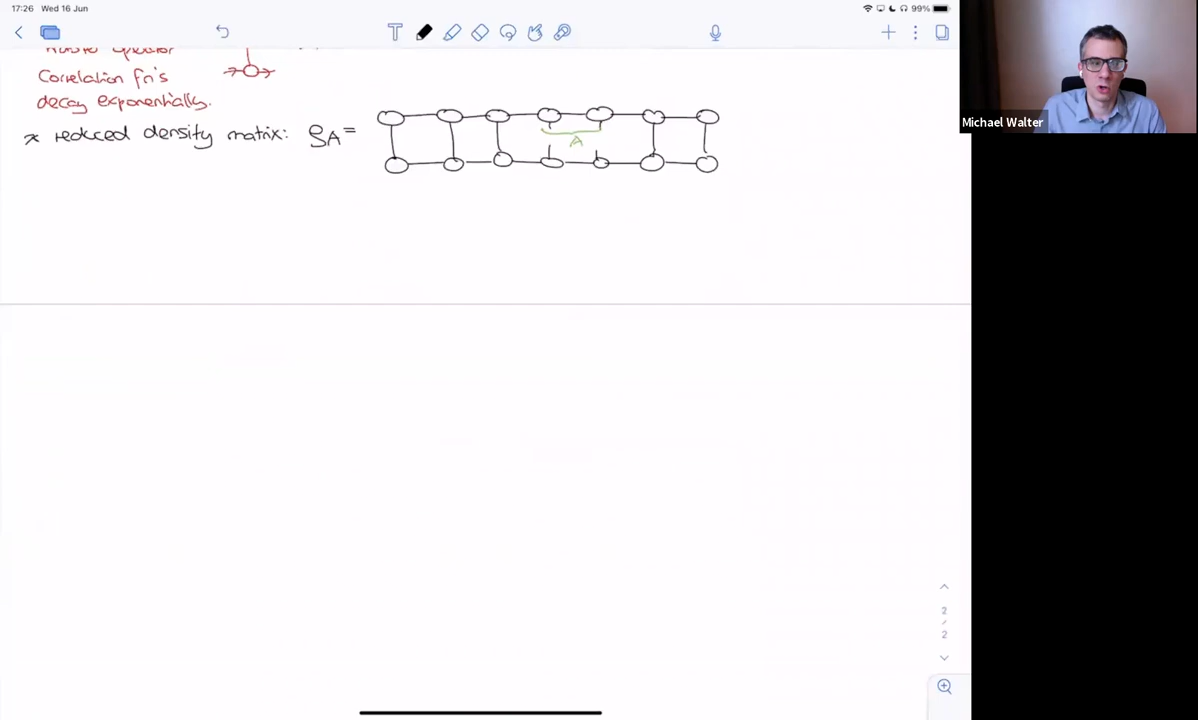 17:26 Wed 16 Jun
99%
Correlation fn's
decay exponentially.
x reduced density matrix: ρA=
A
Michael Walter
2
/
2